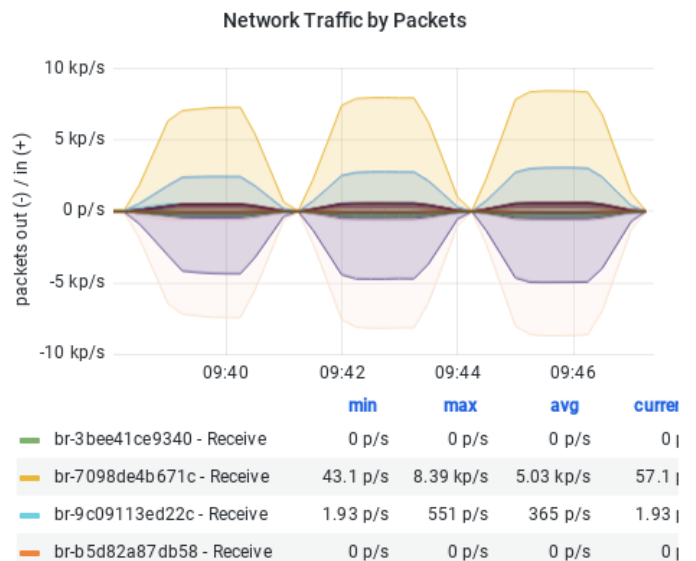 Network Traffic by Packets
packets out (-) / in (+)
10 kp/s
5 kp/s
0 p/s
-5 kp/s
-10 kp/s
09:40 09:42 09:44 09:46
min max avg
br-3bee41ce9340 - Receive 0 p/s 0 p/s 0 p/s 0
br-7098de4b671c - Receive 43.1 p/s 8.39 kp/s 5.03 kp/s 57.1
br-9c09113ed22c - Receive 1.93 p/s 551 p/s 365 p/s 1.93
br-b5d82a87db58 - Receive 0 p/s 0 p/s 0 p/s 0